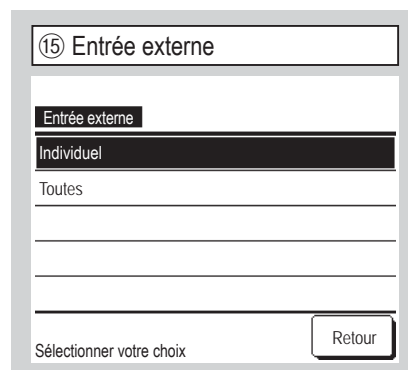 ⑮ Entrée externe
Entrée externe
Individuel
Toutes
Sélectionner votre choix
Retour